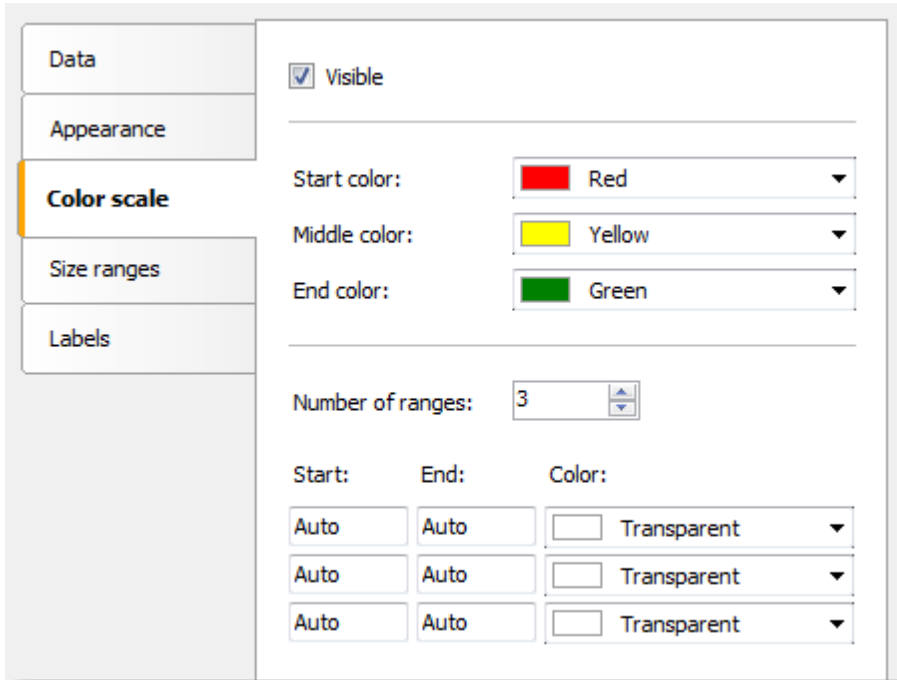 Data
Appearance
Color scale
Size ranges
Labels
Visible
Start color: Red
Middle color: Yellow
End color: Green
Number of ranges: 3
Start: End: Color:
Auto Auto Transparent
Auto Auto Transparent
Auto Auto Transparent